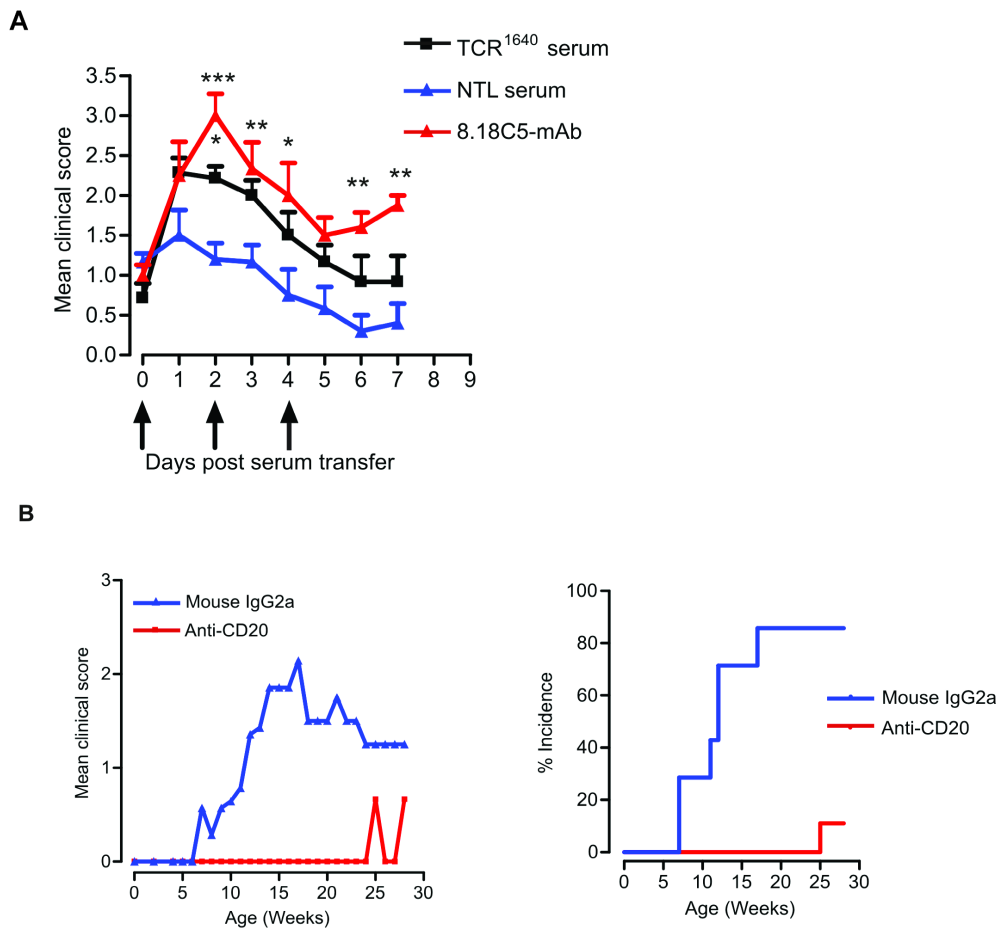 A
TCR1640 serum
NTL serum
8.18C5-mAb
Mean clinical score
3.5
3.0
2.5
2.0
1.5
1.0
0.5
0.0
***
*
**
*
**
**
0 1 2 3 4 5 6 7 8 9
Days post serum transfer
B
Mean clinical score
3
2
1
0
Mouse IgG2a
Anti-CD20
0 5 10 15 20 25 30
Age (Weeks)
% Incidence
100
80
60
40
20
0
Mouse IgG2a
Anti-CD20
0 5 10 15 20 25 30
Age (Weeks)